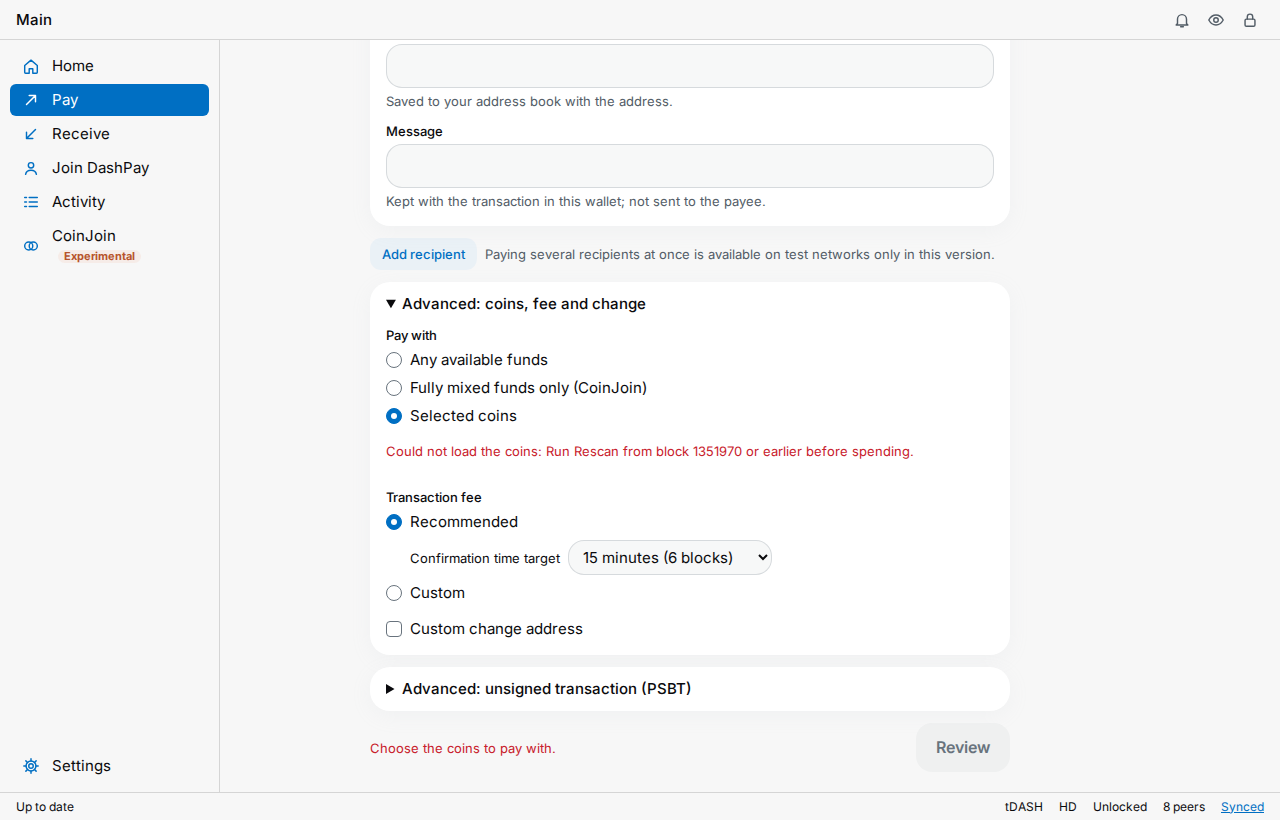 Main
Home
Pay
Receive
Join DashPay
Activity
CoinJoin
Experimental
Settings
Saved to your address book with the address.
Message
Kept with the transaction in this wallet; not sent to the payee.
Add recipient Paying several recipients at once is available on test networks only in this version.
Advanced: coins, fee and change
Pay with
Any available funds
Fully mixed funds only (CoinJoin)
Selected coins
Could not load the coins: Run Rescan from block 1351970 or earlier before spending.
Transaction fee
Recommended
Confirmation time target 15 minutes (6 blocks)
Custom
Custom change address
Advanced: unsigned transaction (PSBT)
Choose the coins to pay with. Review
Up to date tDASH HD Unlocked 8 peers Synced